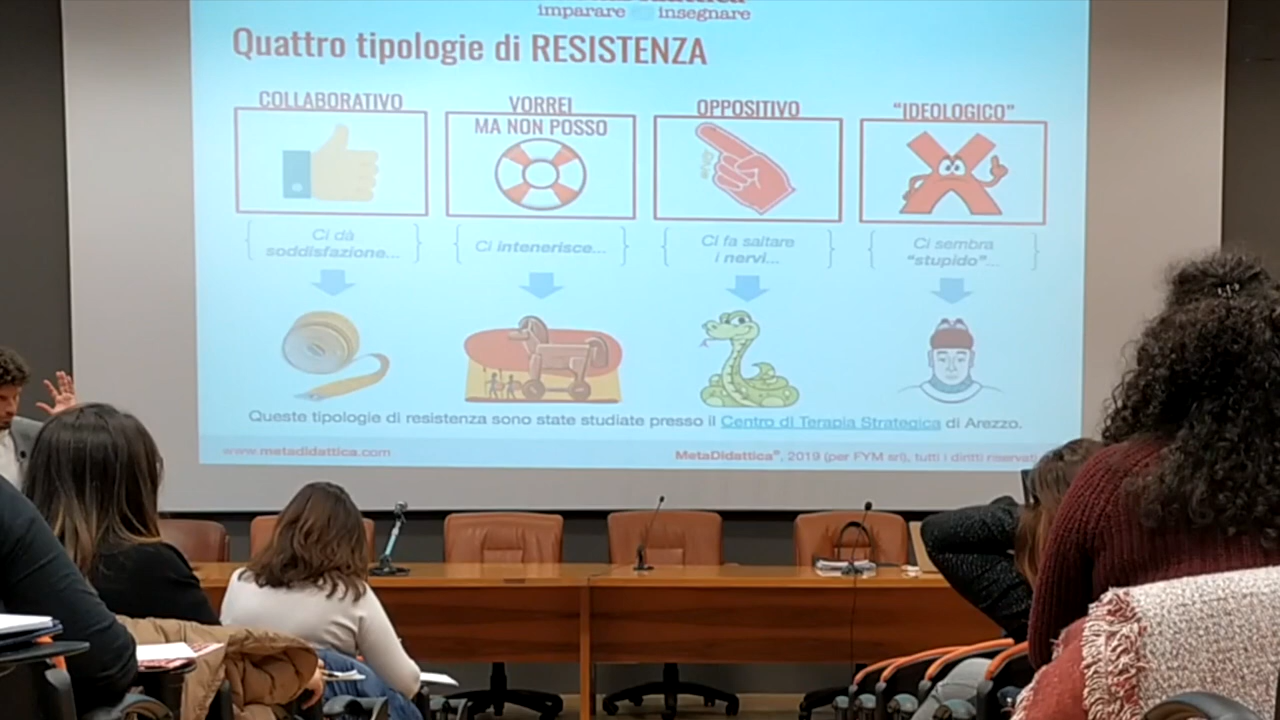 imparare insegnare
Quattro tipologie di RESISTENZA
COLLABORATIVO
VORREI
MA NON POSSO
OPPOSITIVO
“IDEOLOGICO”
Ci dà
soddisfazione...
Ci intenerisce...
Ci fa saltare
i nervi...
Ci sembra
“stupido”...
Queste tipologie di resistenza sono state studiate presso il Centro di Terapia Strategica di Arezzo.
www.metadidattica.com
MetaDidattica®, 2019 (per FYM srl), tutti i diritti riservati